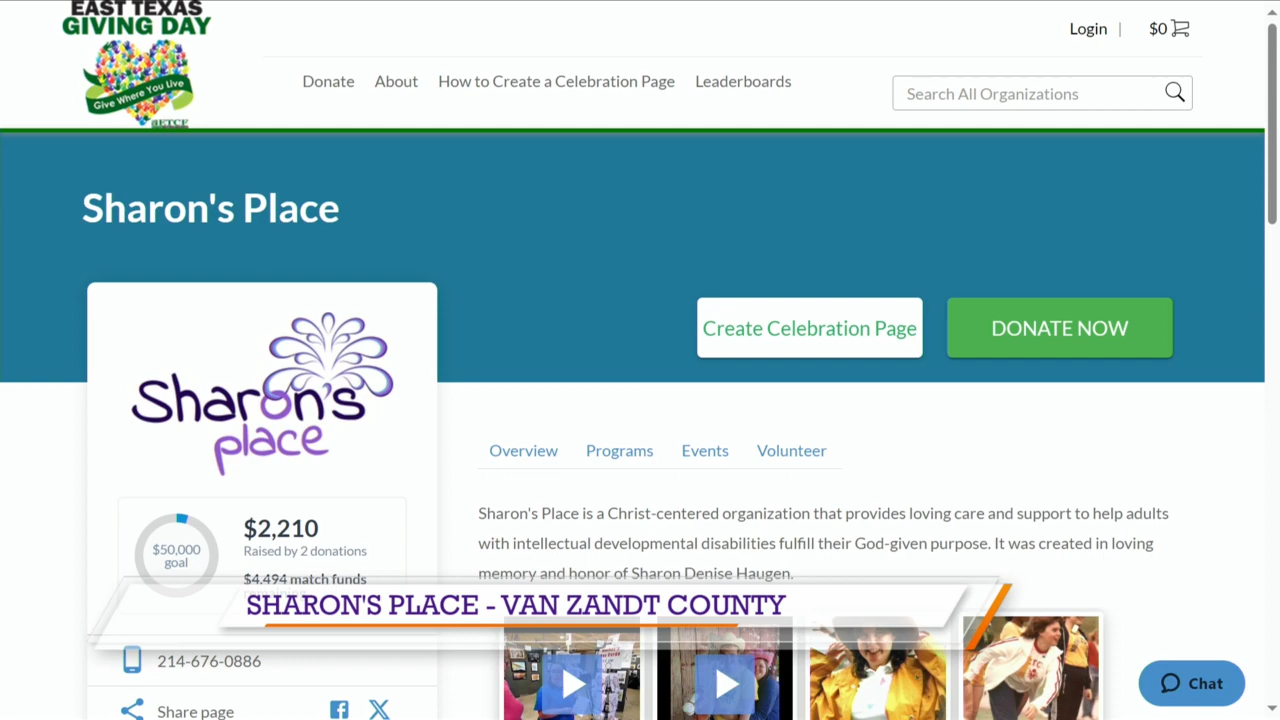 EAST TEXAS
GIVING DAY
Give Where You Live
@ETCF
Login | $0
Donate About How to Create a Celebration Page Leaderboards
Search All Organizations
Sharon's Place
Create Celebration Page
DONATE NOW
Sharon's
place
Overview Programs Events Volunteer
$50,000
goal
$2,210
Raised by 2 donations
$4,494 match funds
Sharon's Place is a Christ-centered organization that provides loving care and support to help adults
with intellectual developmental disabilities fulfill their God-given purpose. It was created in loving
memory and honor of Sharon Denise Haugen.
SHARON'S PLACE - VAN ZANDT COUNTY
214-676-0886
Share page
Chat